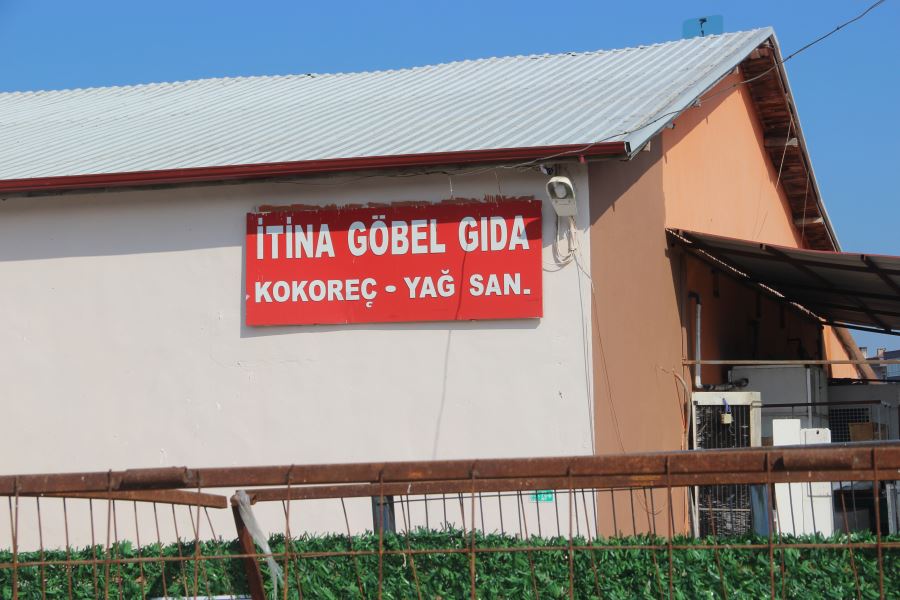 İTİNA GÖBEL GIDA
KOKOREÇ - YAĞ SAN.